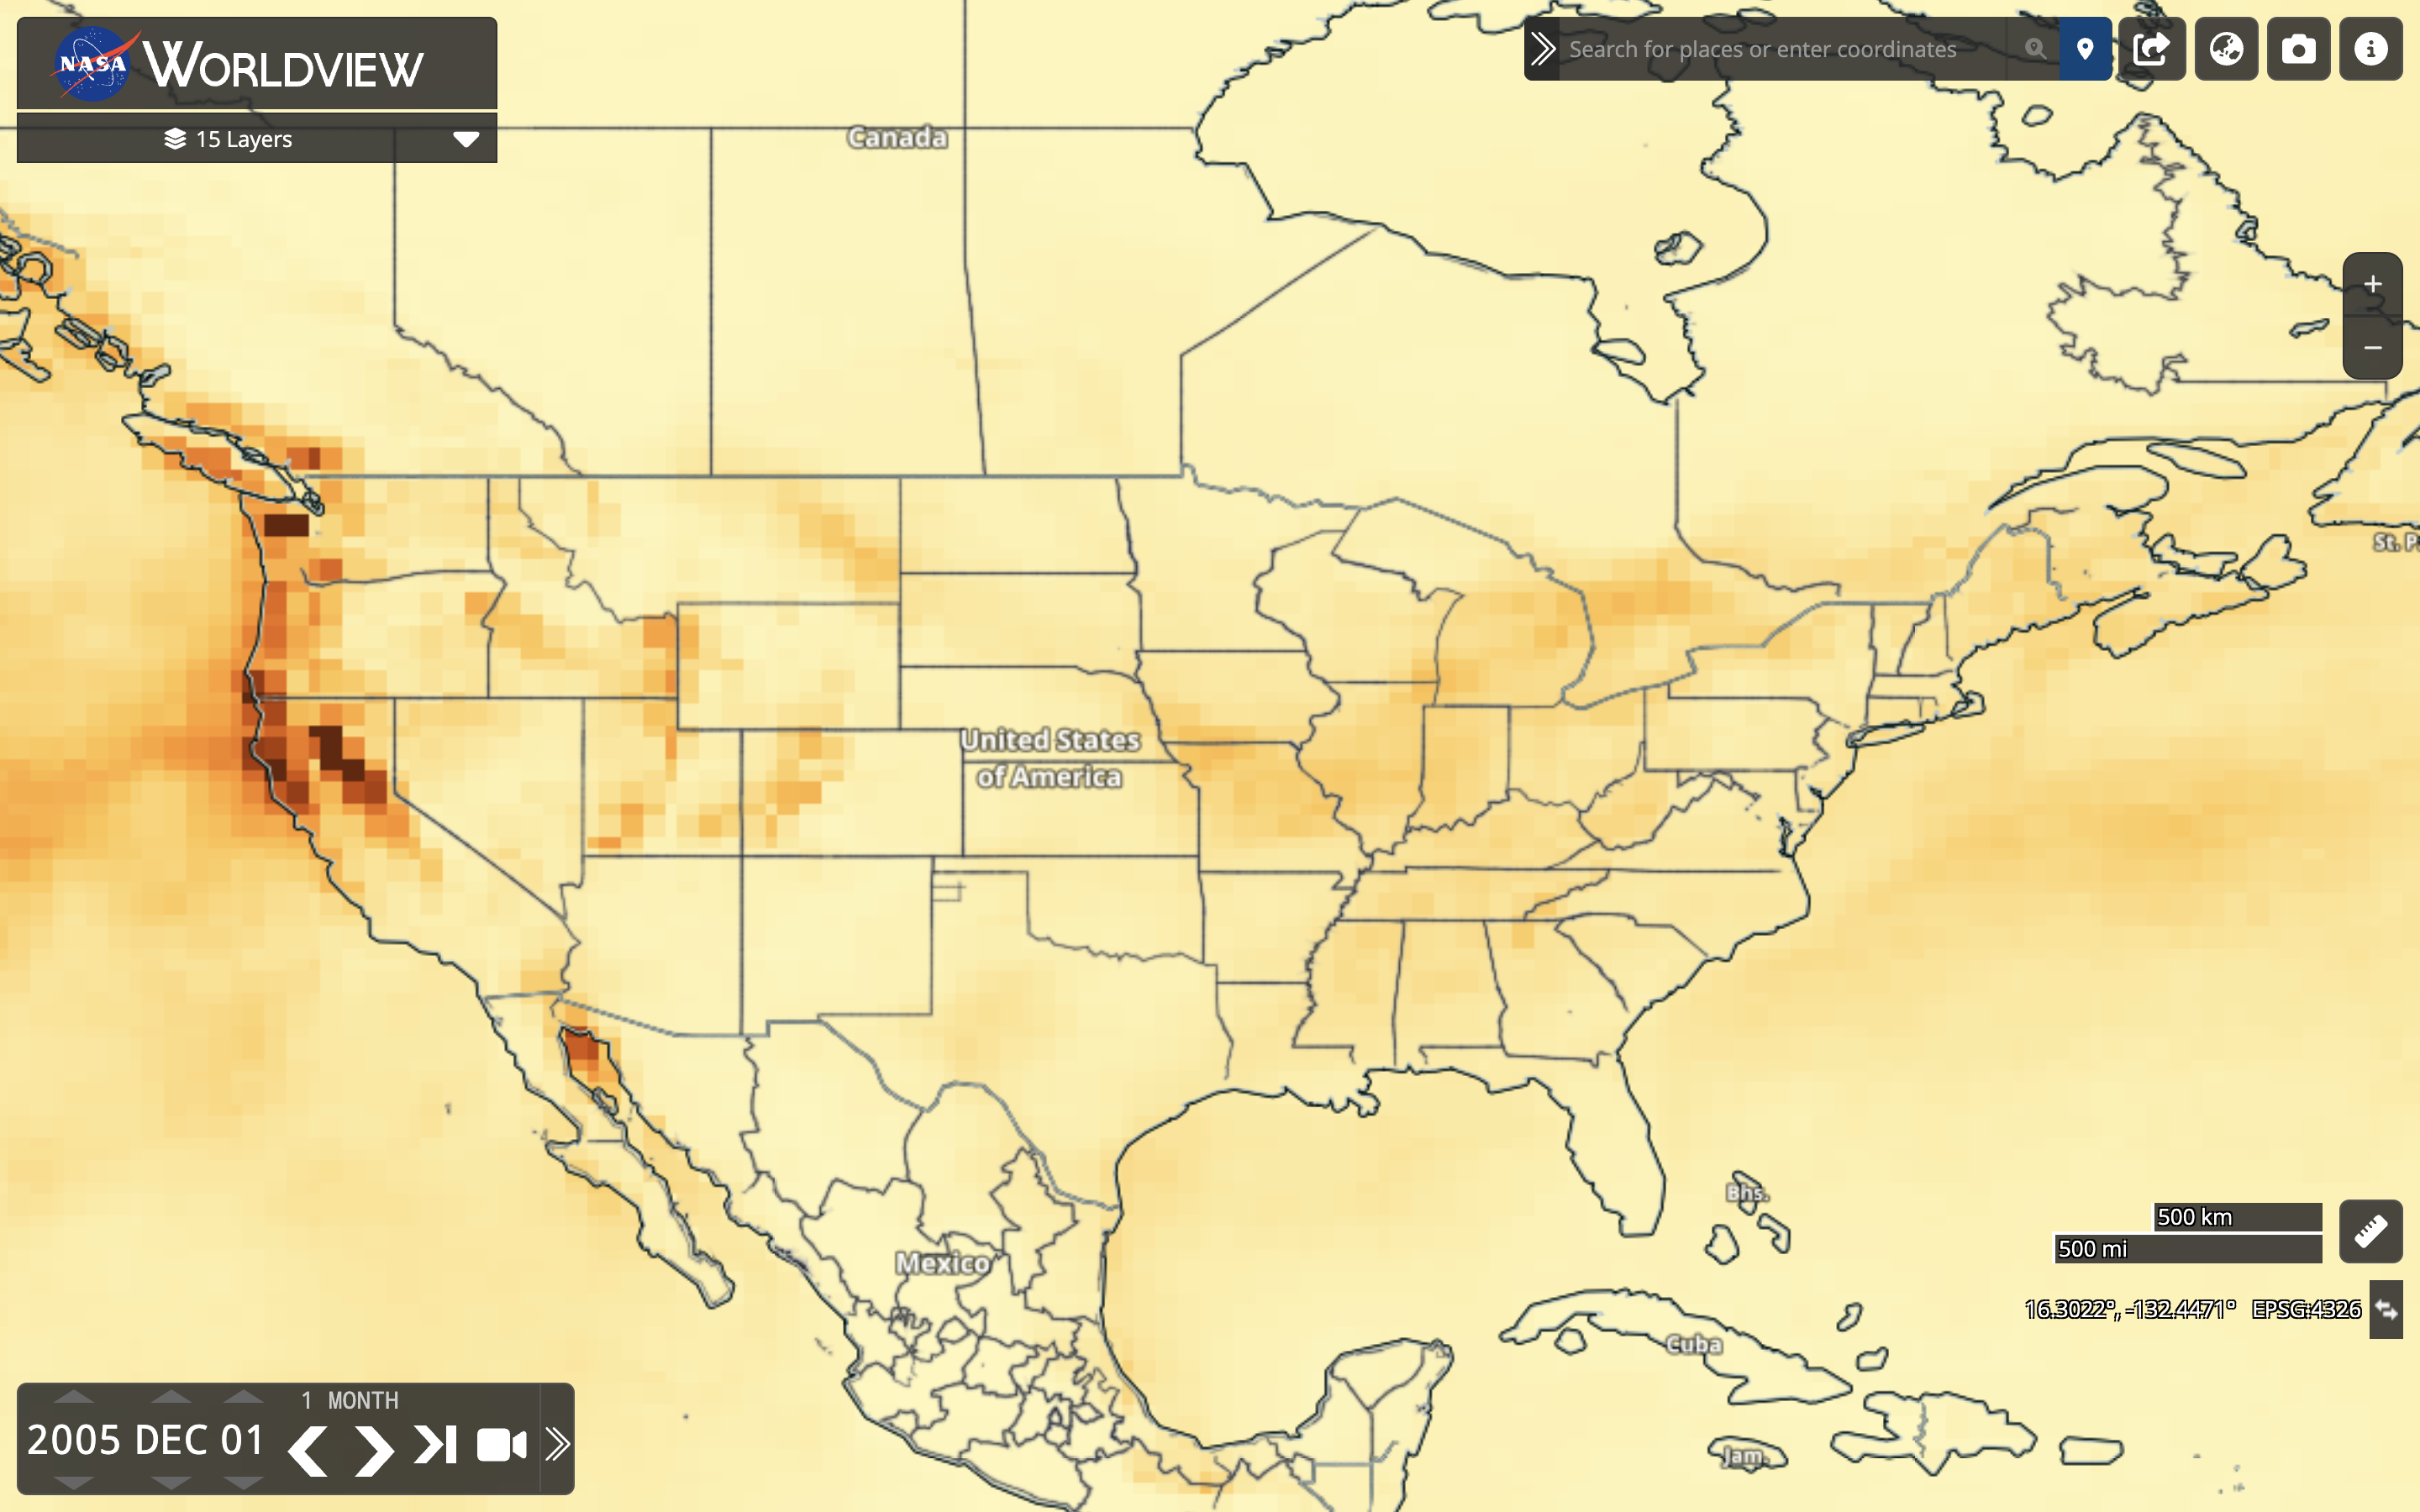 NASA WORLDVIEW
15 Layers
Search for places or enter coordinates
Canada
St. P
United States
of America
Bhs.
500 km
500 mi
Mexico
16.3022°, -132.4471° EPSG:4326
Cuba
Jam.
1 MONTH
2005 DEC 01